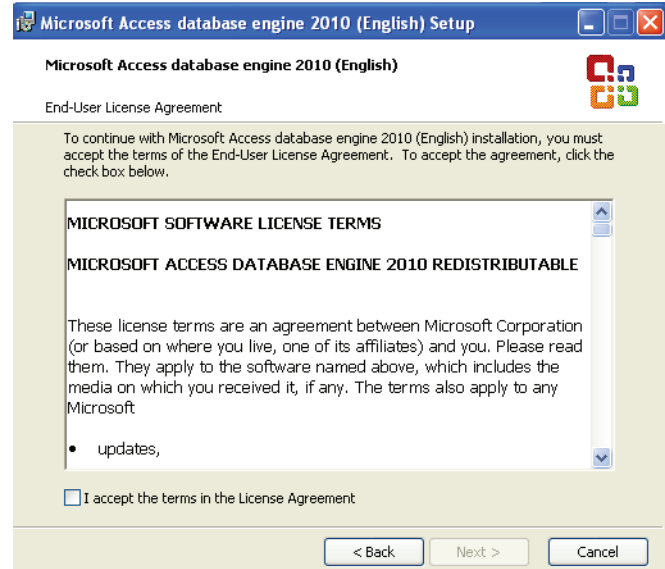 Microsoft Access database engine 2010 (English) Setup
Microsoft Access database engine 2010 (English)
End-User License Agreement
To continue with Microsoft Access database engine 2010 (English) installation, you must
accept the terms of the End-User License Agreement. To accept the agreement, click the
check box below.
MICROSOFT SOFTWARE LICENSE TERMS
MICROSOFT ACCESS DATABASE ENGINE 2010 REDISTRIBUTABLE
These license terms are an agreement between Microsoft Corporation
(or based on where you live, one of its affiliates) and you. Please read
them. They apply to the software named above, which includes the
media on which you received it, if any. The terms also apply to any
Microsoft
• updates,
I accept the terms in the License Agreement
< Back Next > Cancel